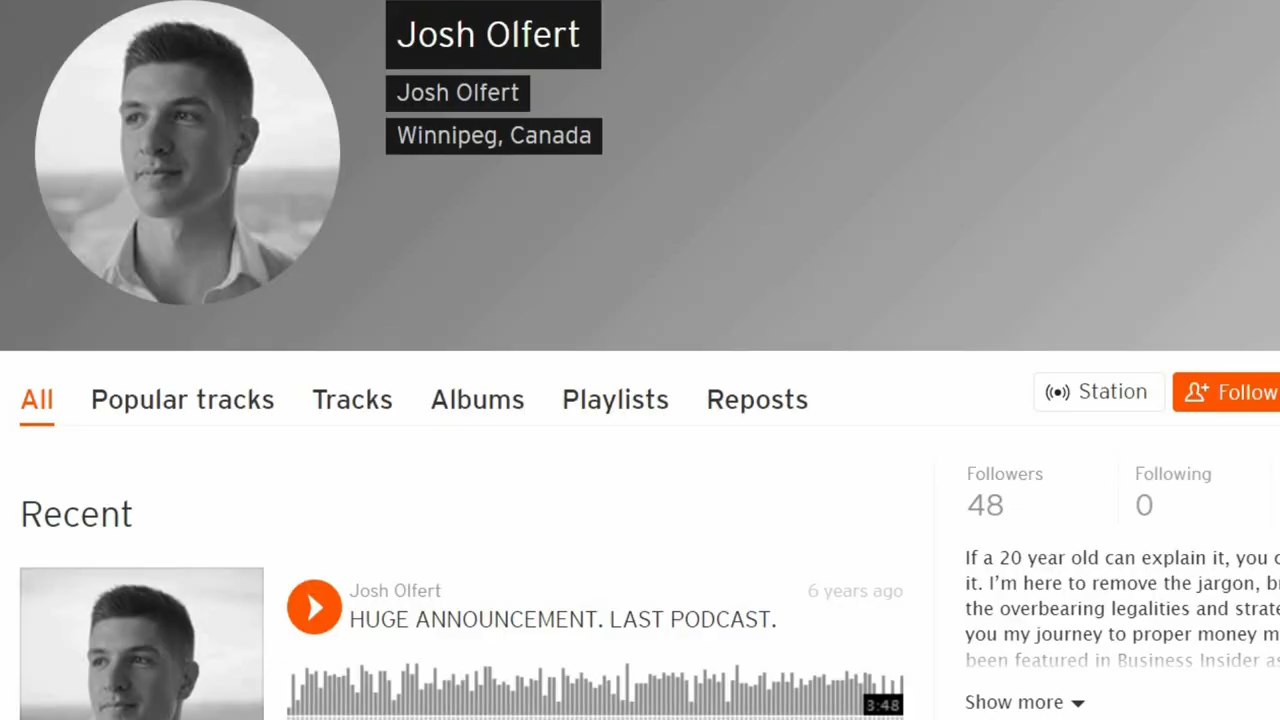 Josh Olfert
Josh Olfert
Winnipeg, Canada
All Popular tracks Tracks Albums Playlists Reposts
Station
Follow
Followers
48
Following
0
Recent
Josh Olfert
6 years ago
HUGE ANNOUNCEMENT. LAST PODCAST.
3:48
If a 20 year old can explain it, you
it. I'm here to remove the jargon,
the overbearing legalities and
you my journey to proper money
been featured in Business Insider
Show more